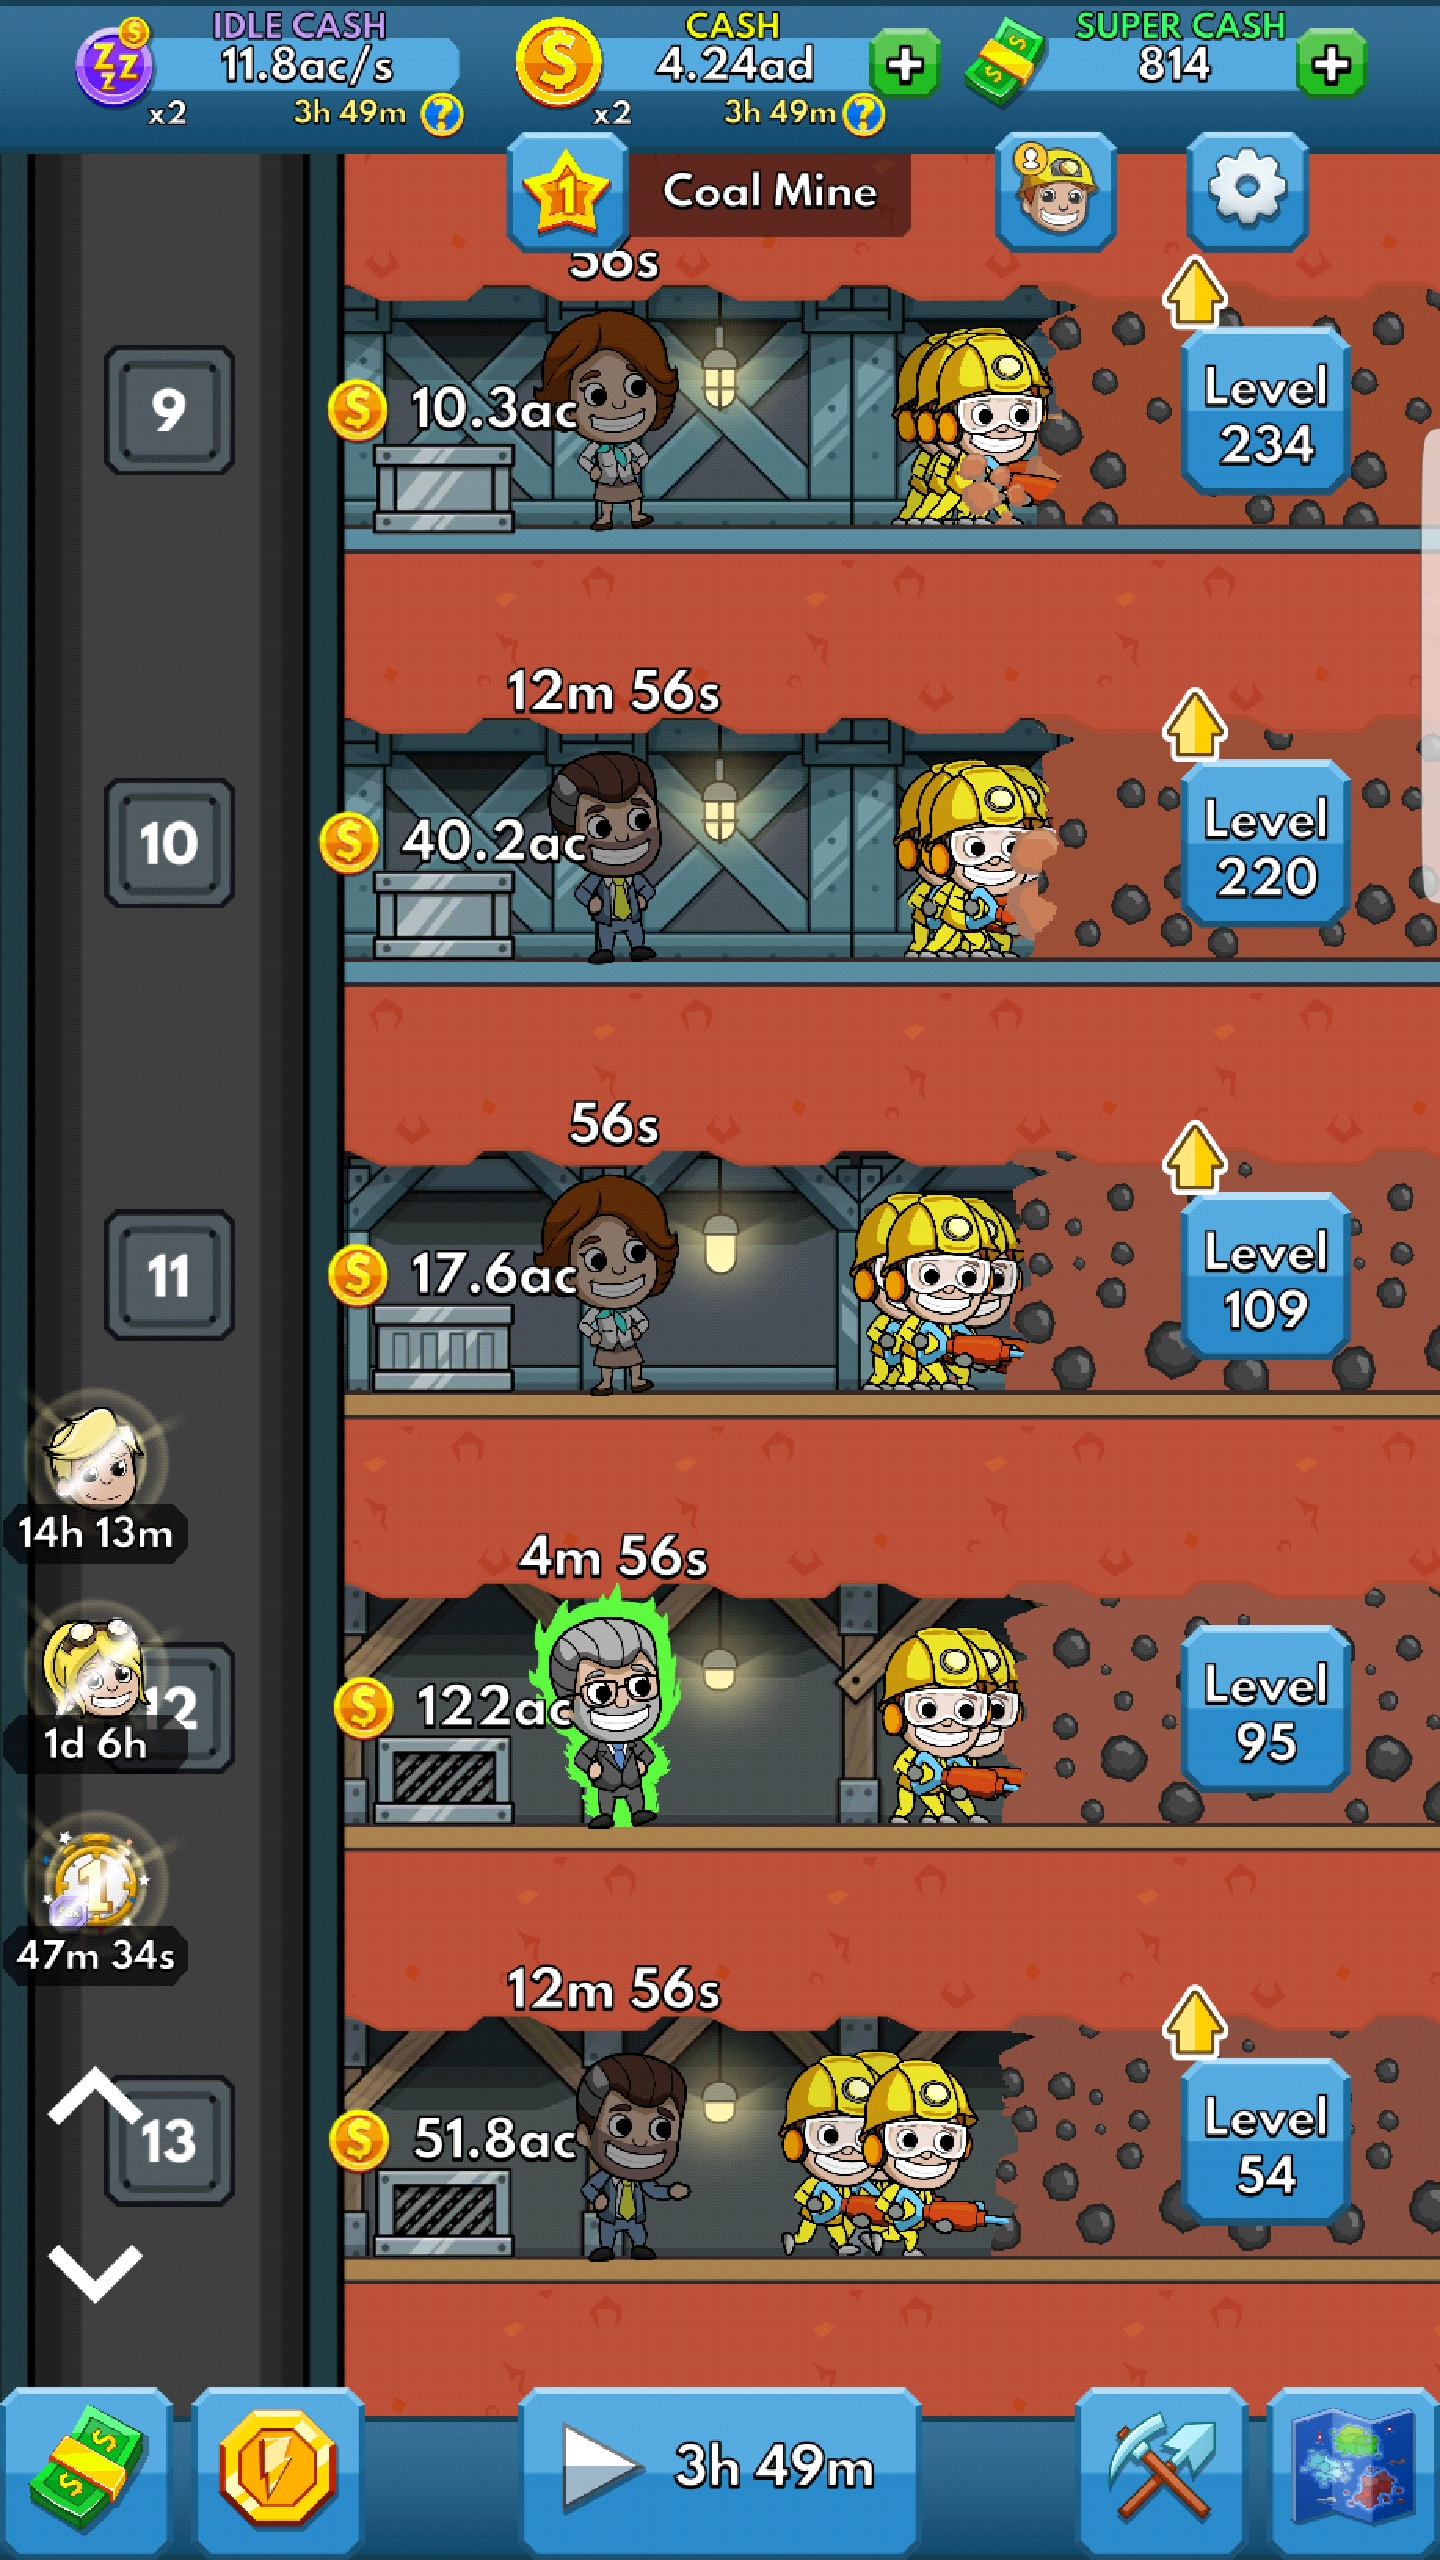 IDLE CASH
11.8ac/s
x2
3h 49m
?
CASH
4.24ad
x2
3h 49m
?
SUPER CASH
814
1
Coal Mine
56s
9
10.3ac
Level
234
12m 56s
10
40.2ac
Level
220
56s
11
17.6ac
Level
109
14h 13m
4m 56s
12
122ac
Level
95
1d 6h
1
47m 34s
12m 56s
13
51.8ac
Level
54
3h 49m